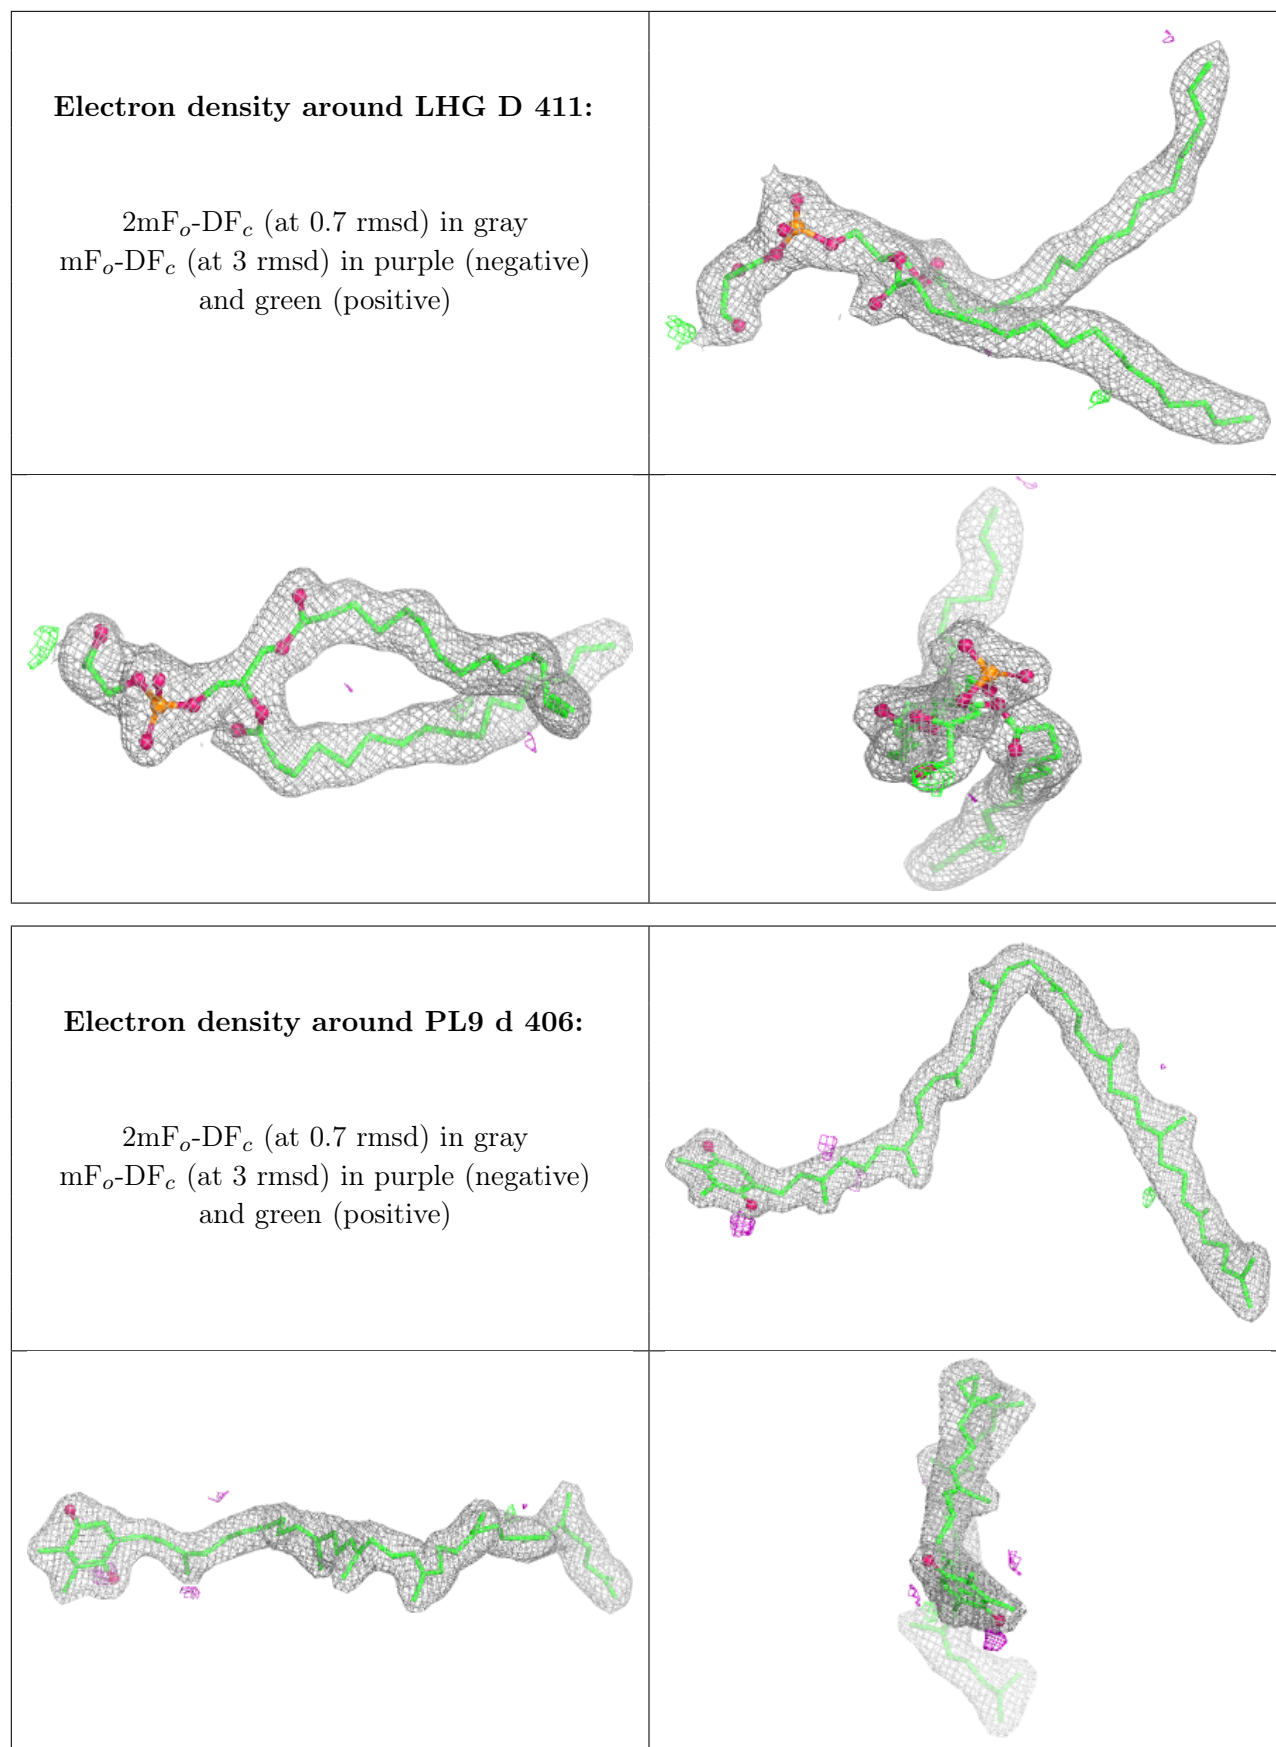 Electron density around LHG D 411:
2mFo-DFc (at 0.7 rmsd) in gray
mFo-DFc (at 3 rmsd) in purple (negative)
and green (positive)
Electron density around PL9 d 406:
2mFo-DFc (at 0.7 rmsd) in gray
mFo-DFc (at 3 rmsd) in purple (negative)
and green (positive)